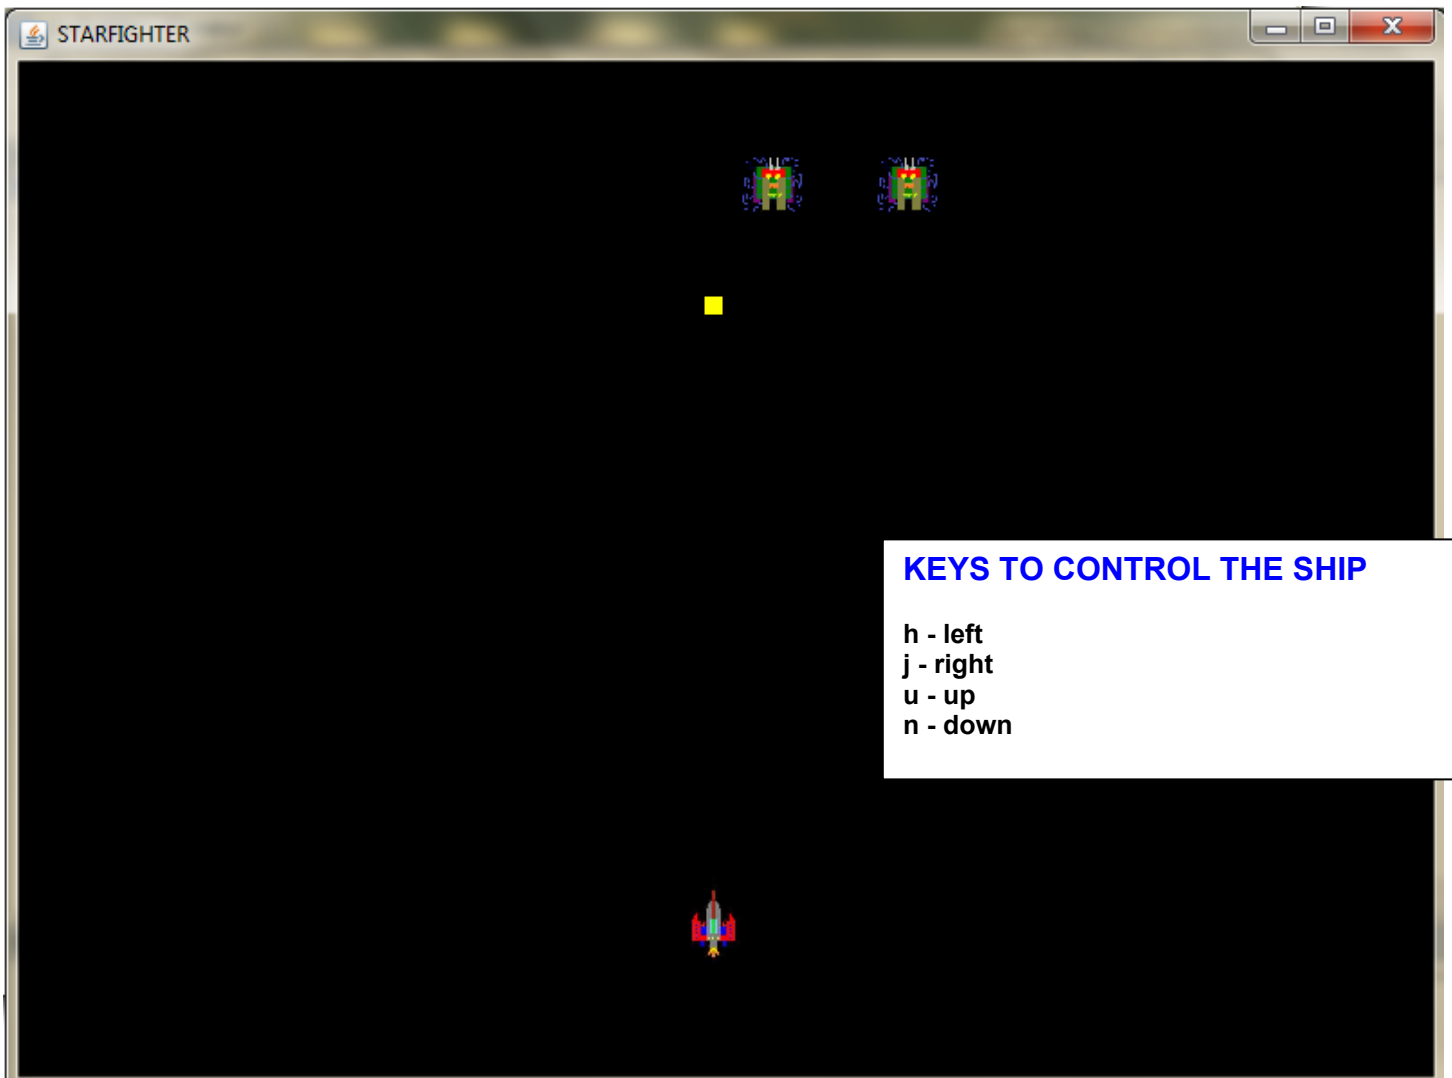 STARFIGHTER
KEYS TO CONTROL THE SHIP
h - left
j - right
u - up
n - down